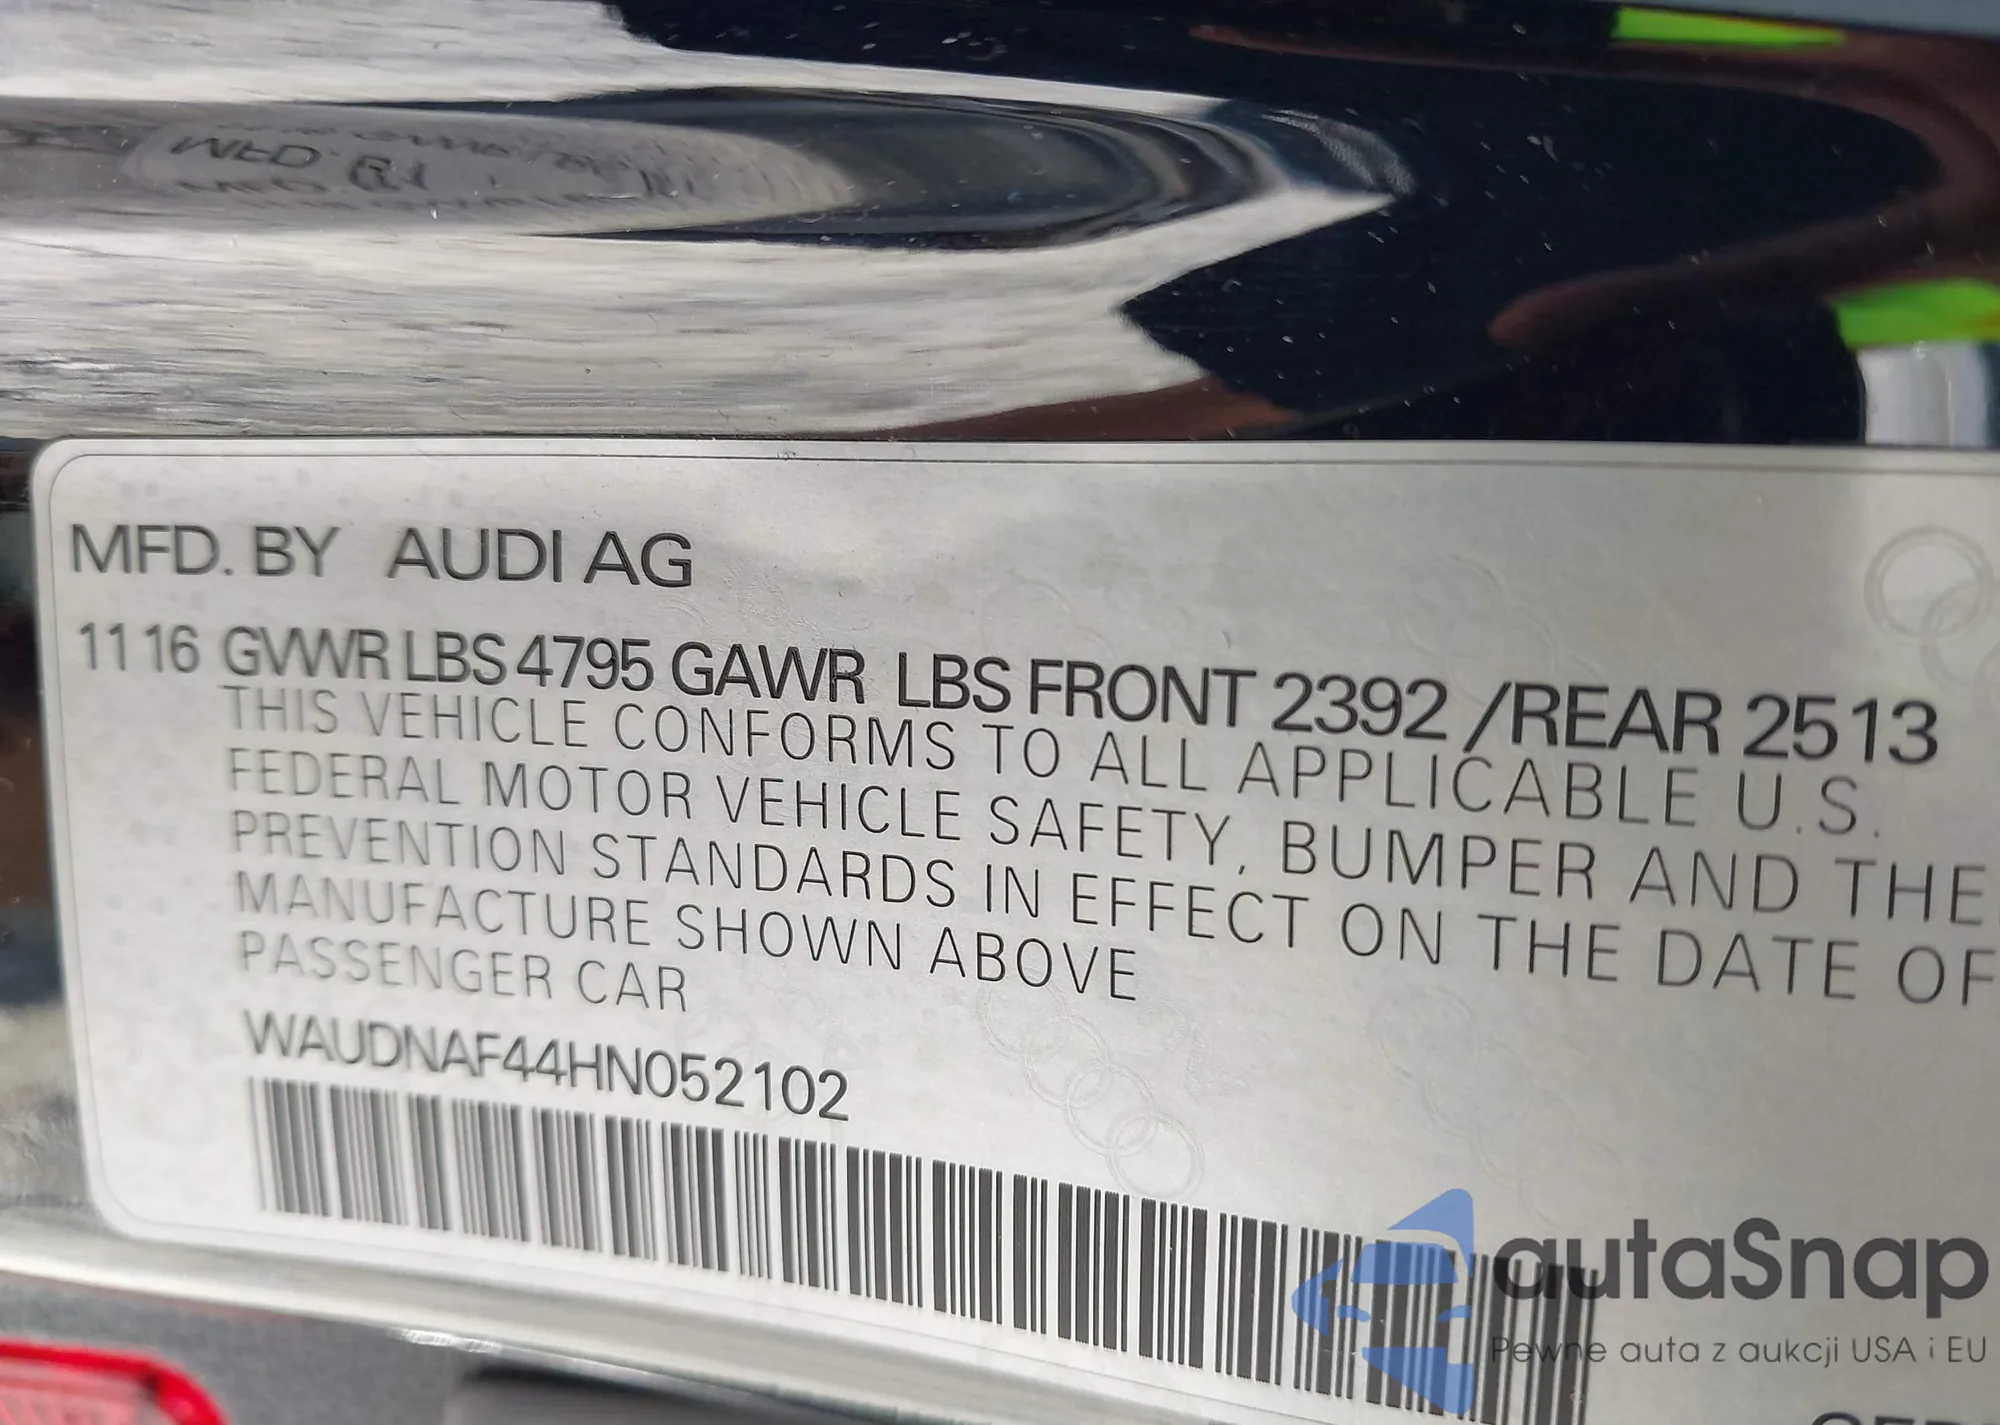 MFD. BY AUDI AG
11 16 GVWR LBS 4795 GAWR LBS FRONT 2392 /REAR 2513
THIS VEHICLE CONFORMS TO ALL APPLICABLE U.S.
FEDERAL MOTOR VEHICLE SAFETY, BUMPER AND THE
PREVENTION STANDARDS IN EFFECT ON THE DATE OF
MANUFACTURE SHOWN ABOVE
PASSENGER CAR
WAUDNAF44HN052102
autaSnap
Pewne auta z aukcji USA i EU